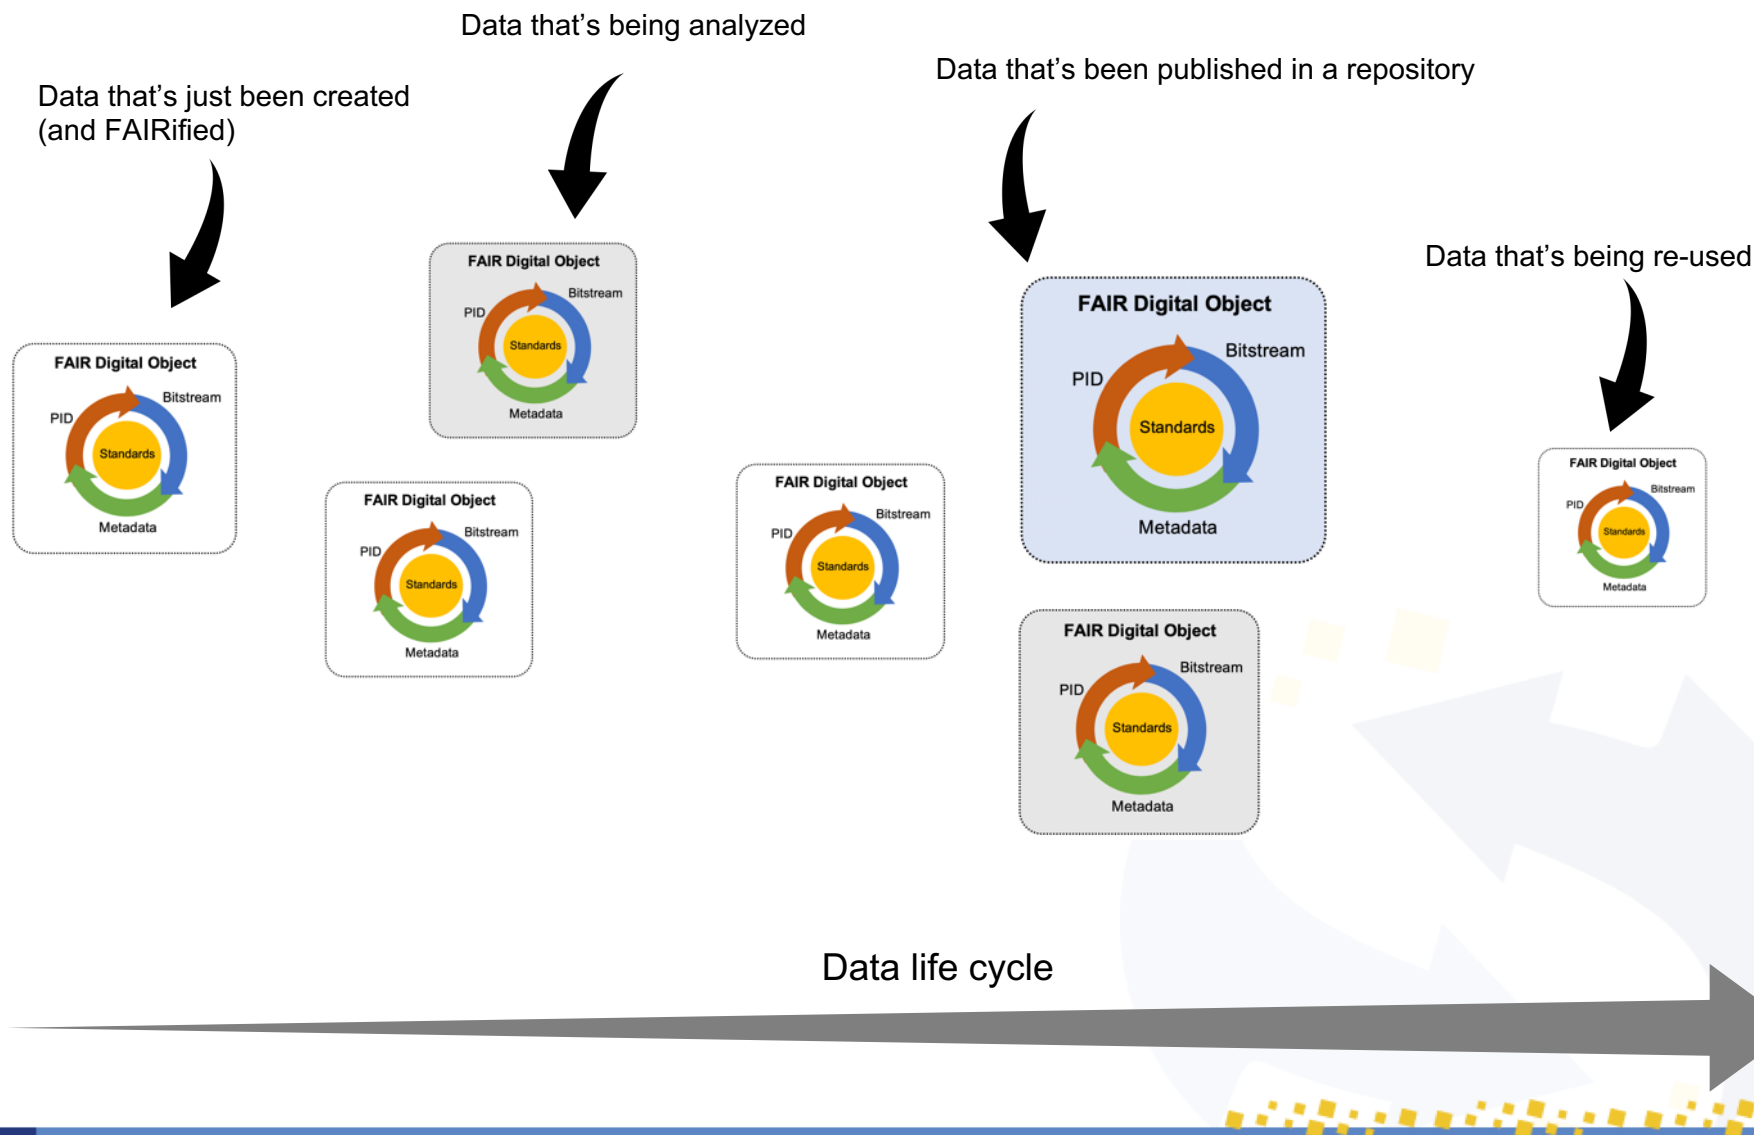 Data that's being analyzed
Data that's been published in a repository
Data that's just been created
(and FAIRified)
Data that's being re-used
FAIR Digital Object
Bitstream
PID
Standards
Metadata
FAIR Digital Object
Bitstream
PID
Standards
Metadata
FAIR Digital Object
Bitstream
PID
Standards
Metadata
FAIR Digital Object
Bitstream
PID
Standards
Metadata
FAIR Digital Object
Bitstream
PID
Standards
Metadata
FAIR Digital Object
Bitstream
PID
Standards
Metadata
FAIR Digital Object
Bitstream
PID
Standards
Metadata
Data life cycle